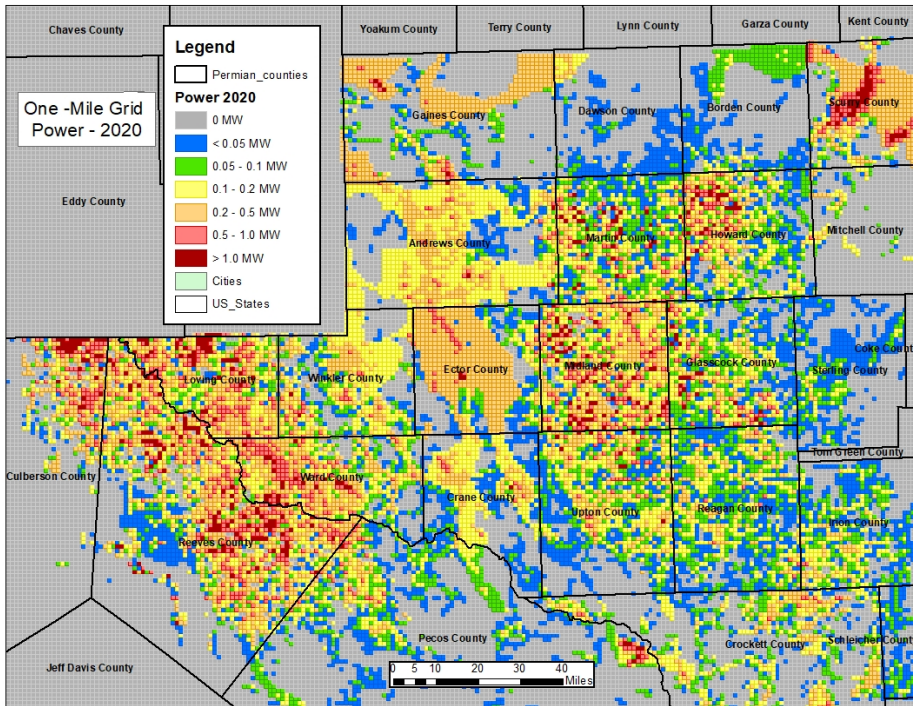 Chaves County
Yoakum County
Terry County
Lynn County
Garza County
Kent County
Legend
Permian_counties
Power 2020
0 MW
< 0.05 MW
0.05 - 0.1 MW
0.1 - 0.2 MW
0.2 - 0.5 MW
0.5 - 1.0 MW
> 1.0 MW
Cities
US_States
One -Mile Grid
Power - 2020
Gaines County
Dawson County
Borden County
Scurry County
Eddy County
Andrews County
Martin County
Howard County
Mitchell County
Loving County
Winkler County
Ector County
Midland County
Glasscock County
Coke County
Sterling County
Culberson County
Ward County
Crane County
Upton County
Reagan County
Tom Green County
Irion County
Reeves County
Jeff Davis County
Pecos County
Crockett County
Schleicher County
0 5 10 20 30 40
Miles